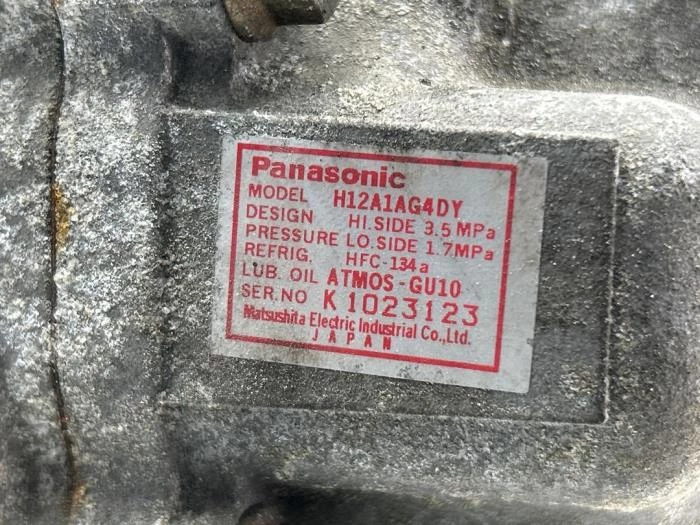 Panasonic
MODEL H12A1AG4DY
DESIGN HI.SIDE 3.5 MPa
PRESSURE LO.SIDE 1.7MPa
REFRIG. HFC-134a
LUB. OIL ATMOS-GU10
SER.NO K1023123
Matsushita Electric Industrial Co.,Ltd.
JAPAN